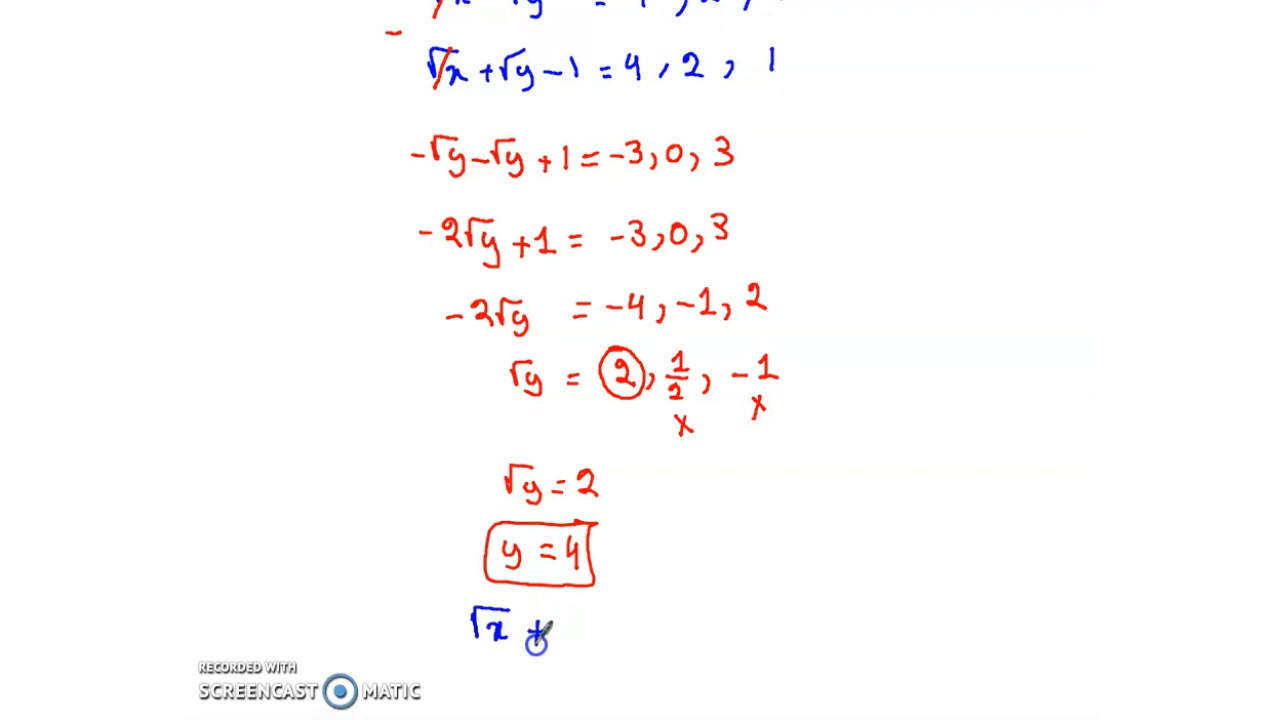 √x + √y - 1 = 4, 2, 1
-√y - √y + 1 = -3, 0, 3
-2√y + 1 = -3, 0, 3
-2√y = -4, -1, 2
√y = 2, 1/2, -1
x x
√y = 2
y = 4
√x +
RECORDED WITH
SCREENCAST MATIC